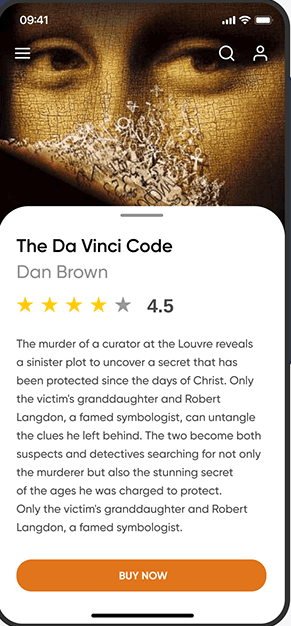 09:41
The Da Vinci Code
Dan Brown
4.5
The murder of a curator at the Louvre reveals
a sinister plot to uncover a secret that has
been protected since the days of Christ. Only
the victim's granddaughter and Robert
Langdon, a famed symbologist, can untangle
the clues he left behind. The two become both
suspects and detectives searching for not only
the murderer but also the stunning secret
of the ages he was charged to protect.
Only the victim's granddaughter and Robert
Langdon, a famed symbologist.
BUY NOW